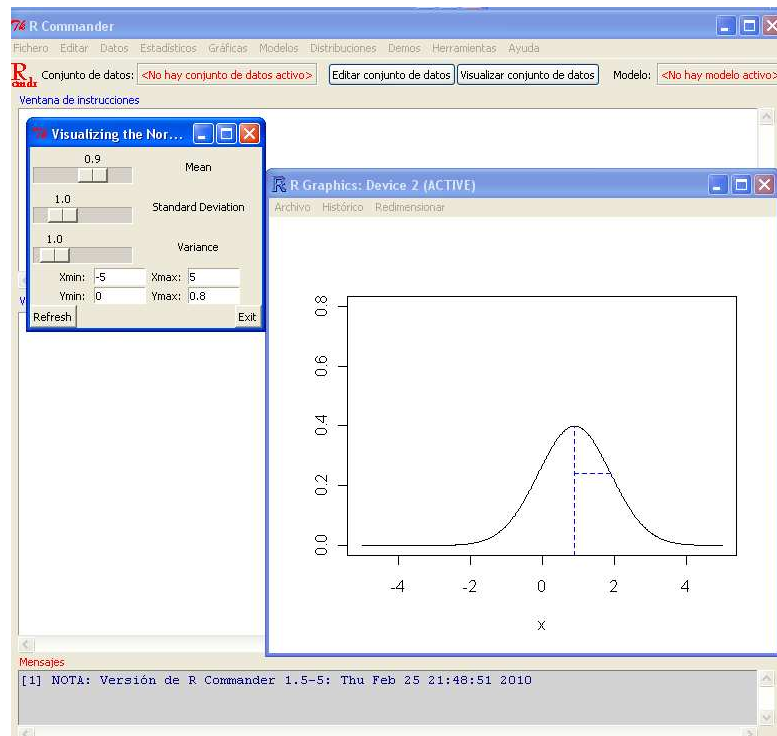 R Commander
Fichero Editar Datos Estadísticos Gráficas Modelos Distribuciones Demos Herramientas Ayuda
R cmdr Conjunto de datos: <No hay conjunto de datos activo> Editar conjunto de datos Visualizar conjunto de datos Modelo: <No hay modelo activo>
Ventana de instrucciones
Visualizing the Nor...
0.9
Mean
1.0
Standard Deviation
1.0
Variance
Xmin: -5 Xmax: 5
Ymin: 0 Ymax: 0.8
Refresh Exit
V
R Graphics: Device 2 (ACTIVE)
Archivo Histórico Redimensionar
0.8
0.6
0.4
0.2
0.0
-4 -2 0 2 4
x
Mensajes
[1] NOTA: Versión de R Commander 1.5-5: Thu Feb 25 21:48:51 2010